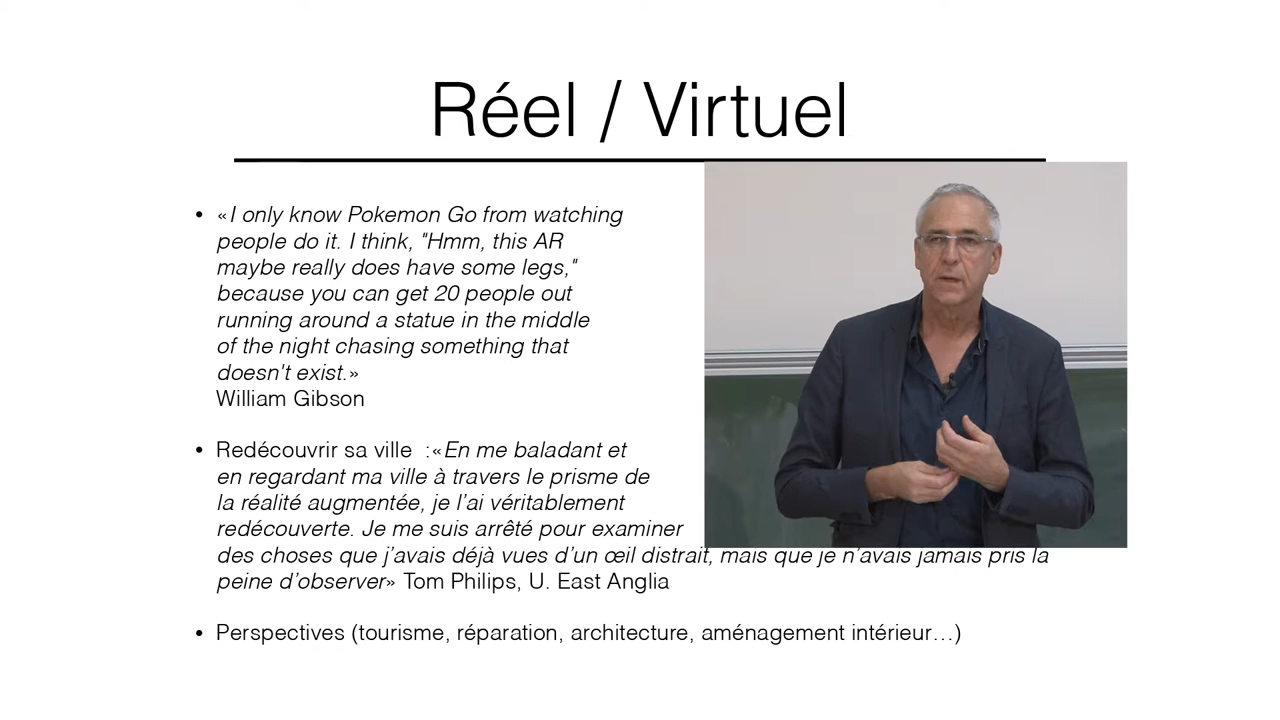 Réel / Virtuel
• «I only know Pokemon Go from watching
people do it. I think, "Hmm, this AR
maybe really does have some legs,"
because you can get 20 people out
running around a statue in the middle
of the night chasing something that
doesn't exist.»
William Gibson
• Redécouvrir sa ville :«En me baladant et
en regardant ma ville à travers le prisme de
la réalité augmentée, je l’ai véritablement
redécouverte. Je me suis arrêté pour examiner
des choses que j’avais déjà vues d’un œil distrait, mais que je n’avais jamais pris la
peine d’observer» Tom Philips, U. East Anglia
• Perspectives (tourisme, réparation, architecture, aménagement intérieur…)